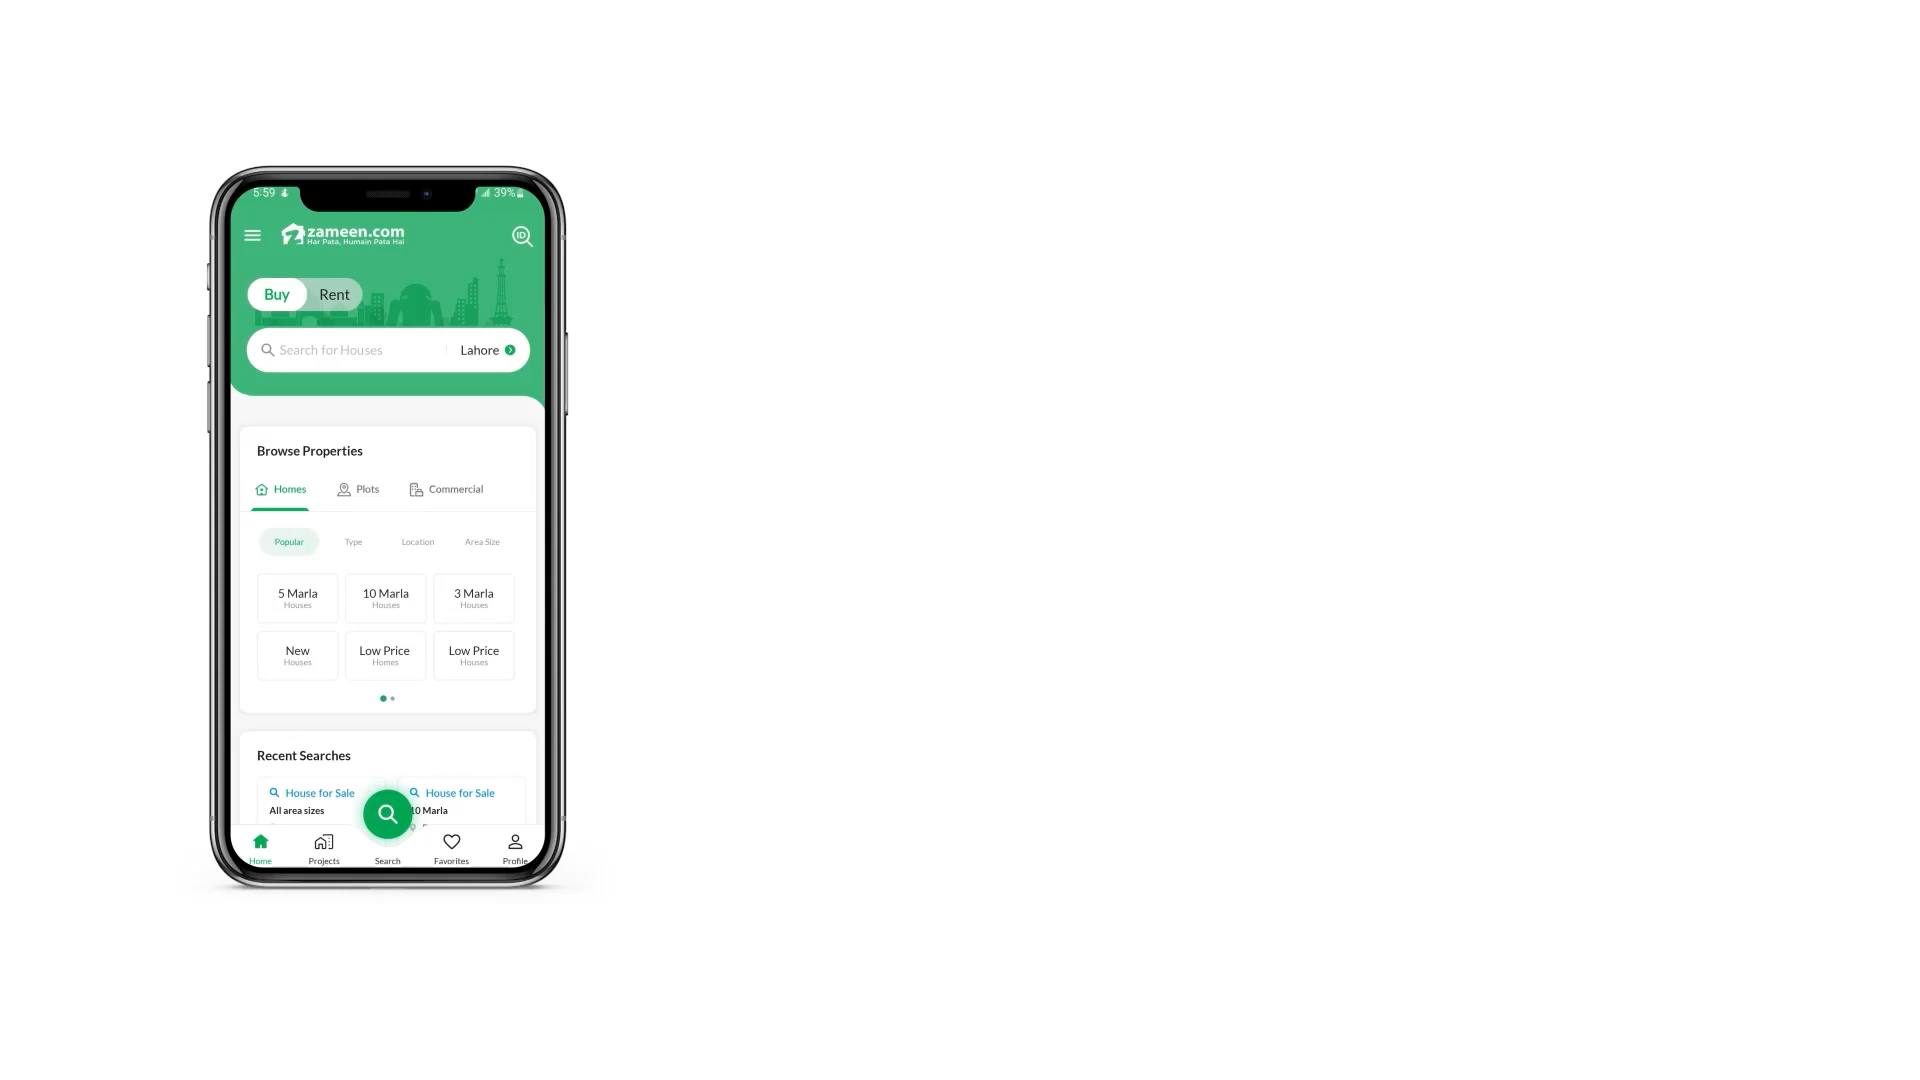 5:59
39%
zameen.com
Har Pata, Humain Pata Hai
ID
Buy Rent
Search for Houses Lahore
Browse Properties
Homes Plots Commercial
Popular Type Location Area Size
5 Marla 10 Marla 3 Marla
Houses Houses Houses
New Low Price Low Price
Houses Homes Houses
Recent Searches
House for Sale House for Sale
All area sizes 10 Marla
Home Projects Search Favorites Profile